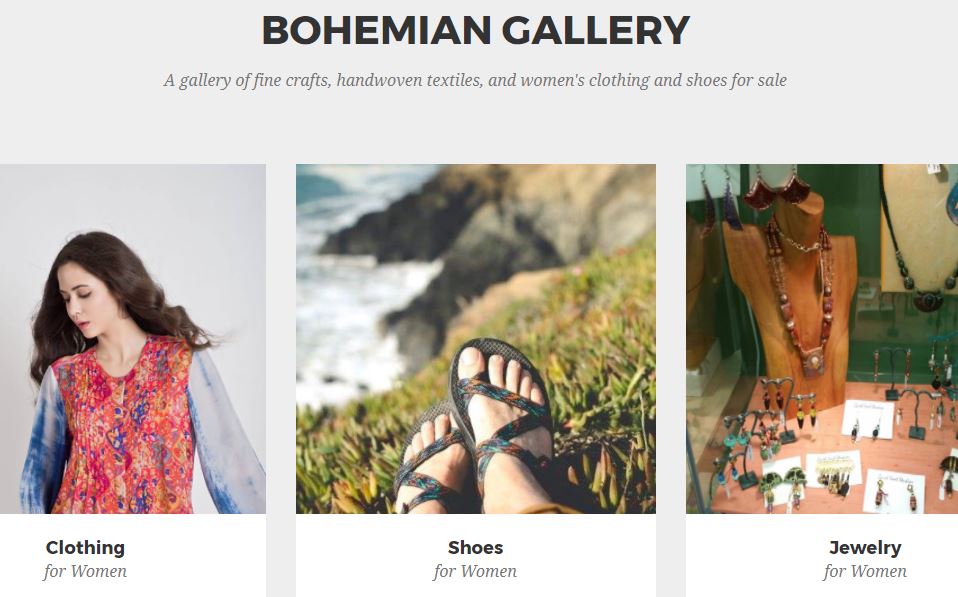 BOHEMIAN GALLERY
A gallery of fine crafts, handwoven textiles, and women's clothing and shoes for sale
Clothing
for Women
Shoes
for Women
Jewelry
for Women